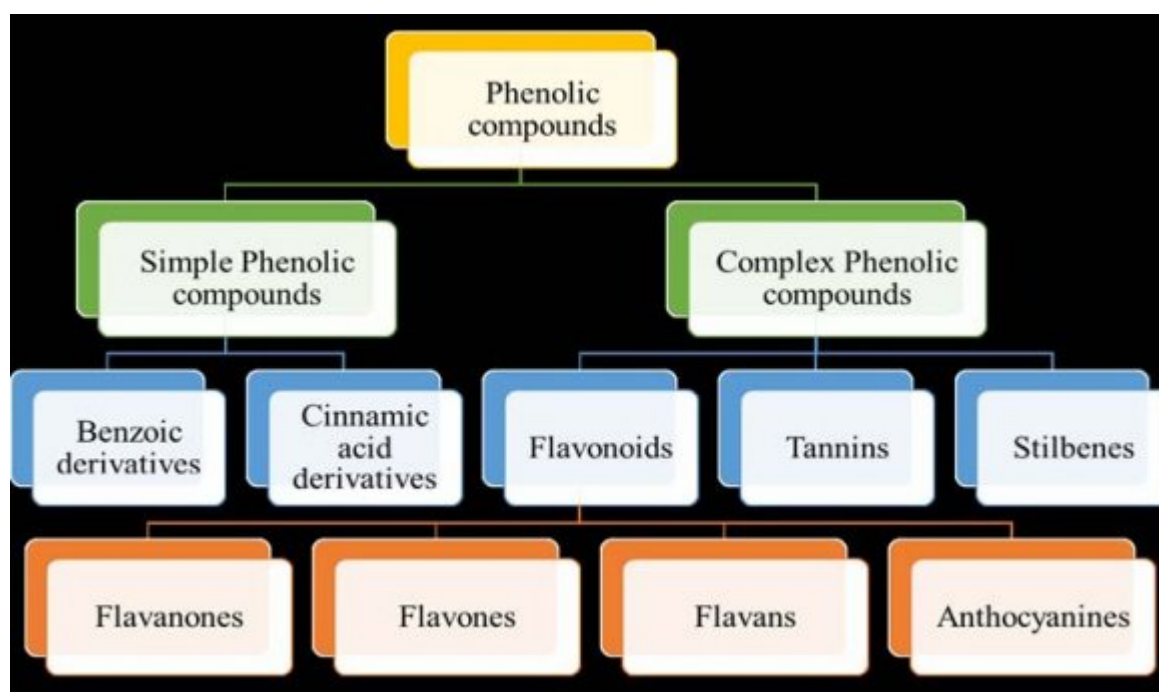 Phenolic
compounds
Simple Phenolic
compounds
Complex Phenolic
compounds
Benzoic
derivatives
Cinnamic
acid
derivatives
Flavonoids
Tannins
Stilbenes
Flavanones
Flavones
Flavans
Anthocyanines